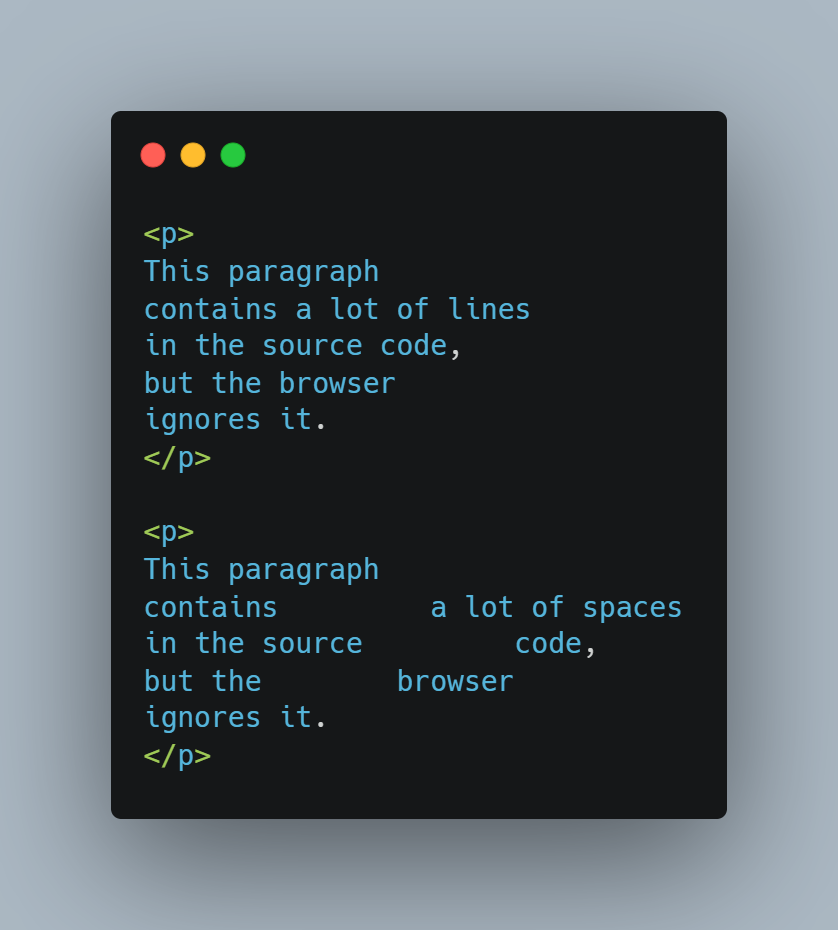 <p>
This paragraph
contains a lot of lines
in the source code,
but the browser
ignores it.
</p>

<p>
This paragraph
contains         a lot of spaces
in the source         code,
but the        browser
ignores it.
</p>